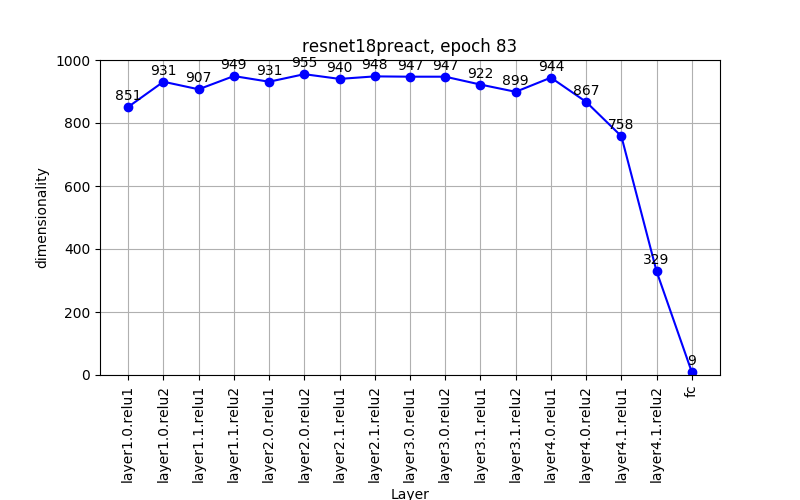 resnet18preact, epoch 83
1000
800
600
400
200
0
dimensionality
851
931
907
949
931
955
940
948
947
947
922
899
944
867
758
329
9
layer1.0.relu1
layer1.0.relu2
layer1.1.relu1
layer1.1.relu2
layer2.0.relu1
layer2.0.relu2
layer2.1.relu1
layer2.1.relu2
layer3.0.relu1
layer3.0.relu2
layer3.1.relu1
layer3.1.relu2
layer4.0.relu1
layer4.0.relu2
layer4.1.relu1
layer4.1.relu2
fc
Layer